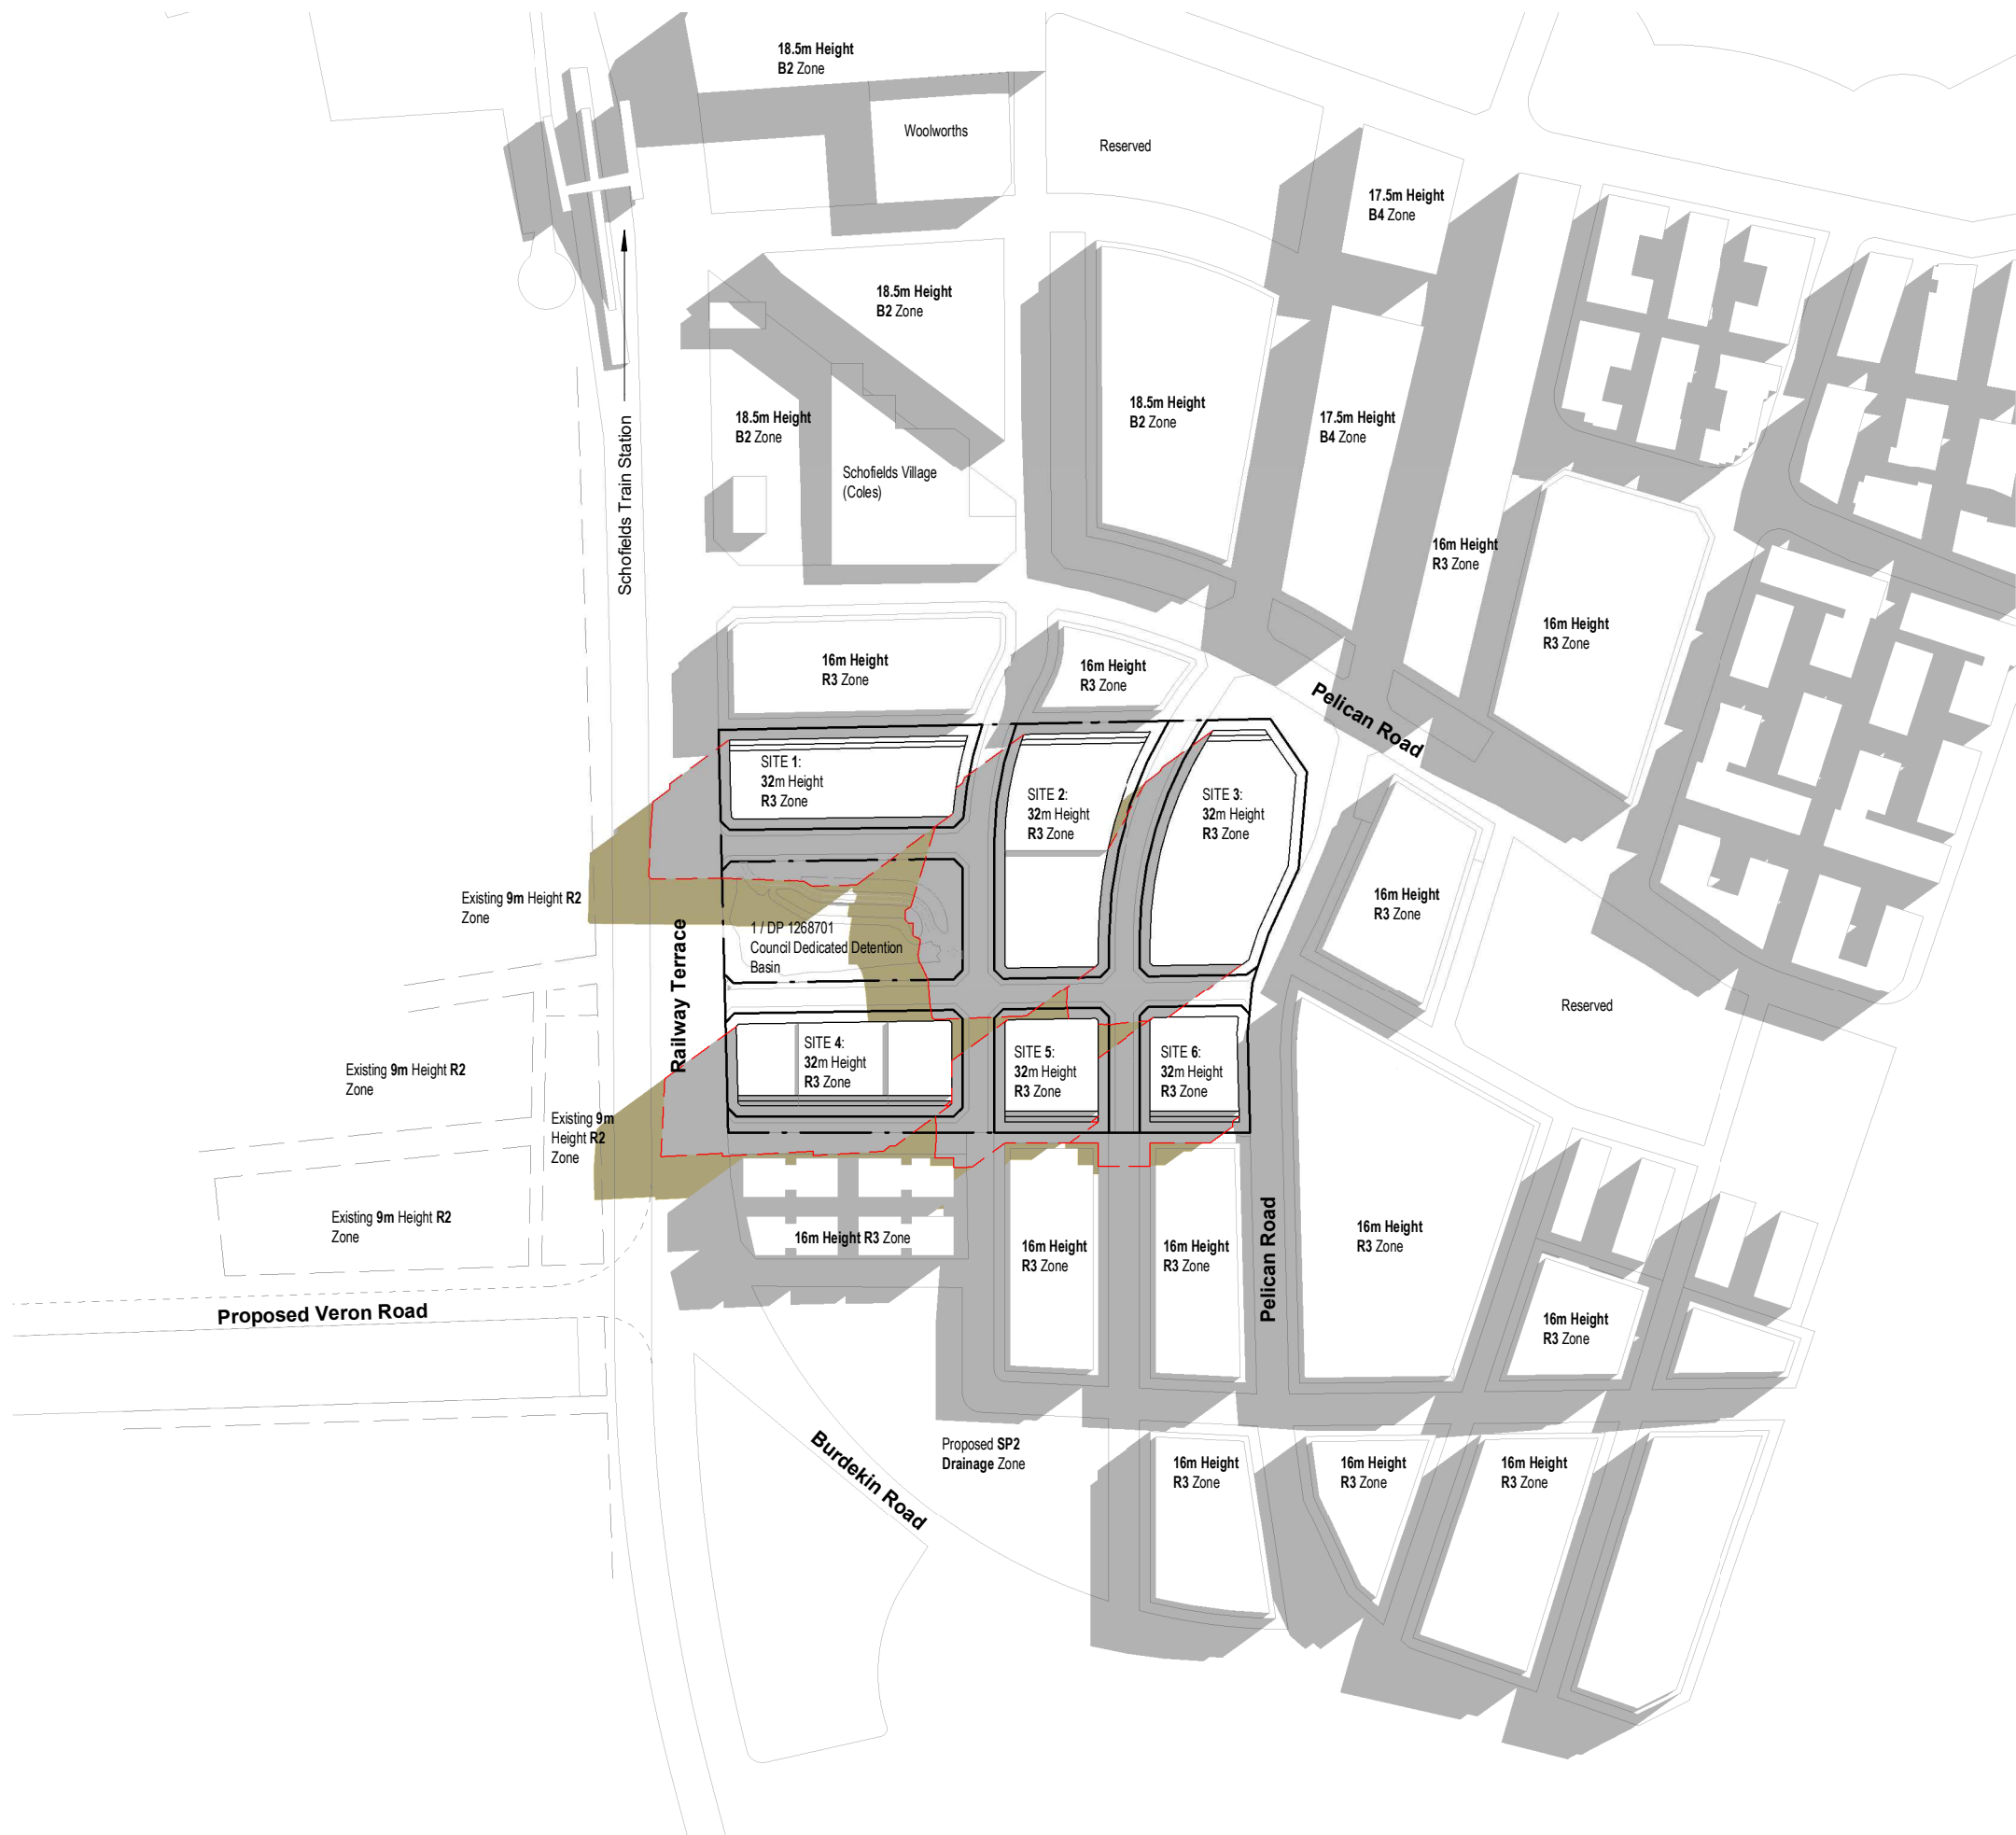 18.5m Height
B2 Zone
Woolworths
Reserved
17.5m Height
B4 Zone
18.5m Height
B2 Zone
18.5m Height
B2 Zone
18.5m Height
B2 Zone
17.5m Height
B4 Zone
Schofields Village
(Coles)
Schofields Train Station
16m Height
R3 Zone
16m Height
R3 Zone
16m Height
R3 Zone
16m Height
R3 Zone
Pelican Road
SITE 1:
32m Height
R3 Zone
SITE 2:
32m Height
R3 Zone
SITE 3:
32m Height
R3 Zone
16m Height
R3 Zone
Existing 9m Height R2
Zone
1 / DP 1268701
Council Dedicated Detention
Basin
Railway Terrace
Reserved
SITE 4:
32m Height
R3 Zone
SITE 5:
32m Height
R3 Zone
SITE 6:
32m Height
R3 Zone
Existing 9m Height R2
Zone
Existing 9m
Height R2
Zone
Existing 9m Height R2
Zone
16m Height R3 Zone
16m Height
R3 Zone
16m Height
R3 Zone
Pelican Road
16m Height
R3 Zone
16m Height
R3 Zone
Proposed Veron Road
Burdekin Road
Proposed SP2
Drainage Zone
16m Height
R3 Zone
16m Height
R3 Zone
16m Height
R3 Zone